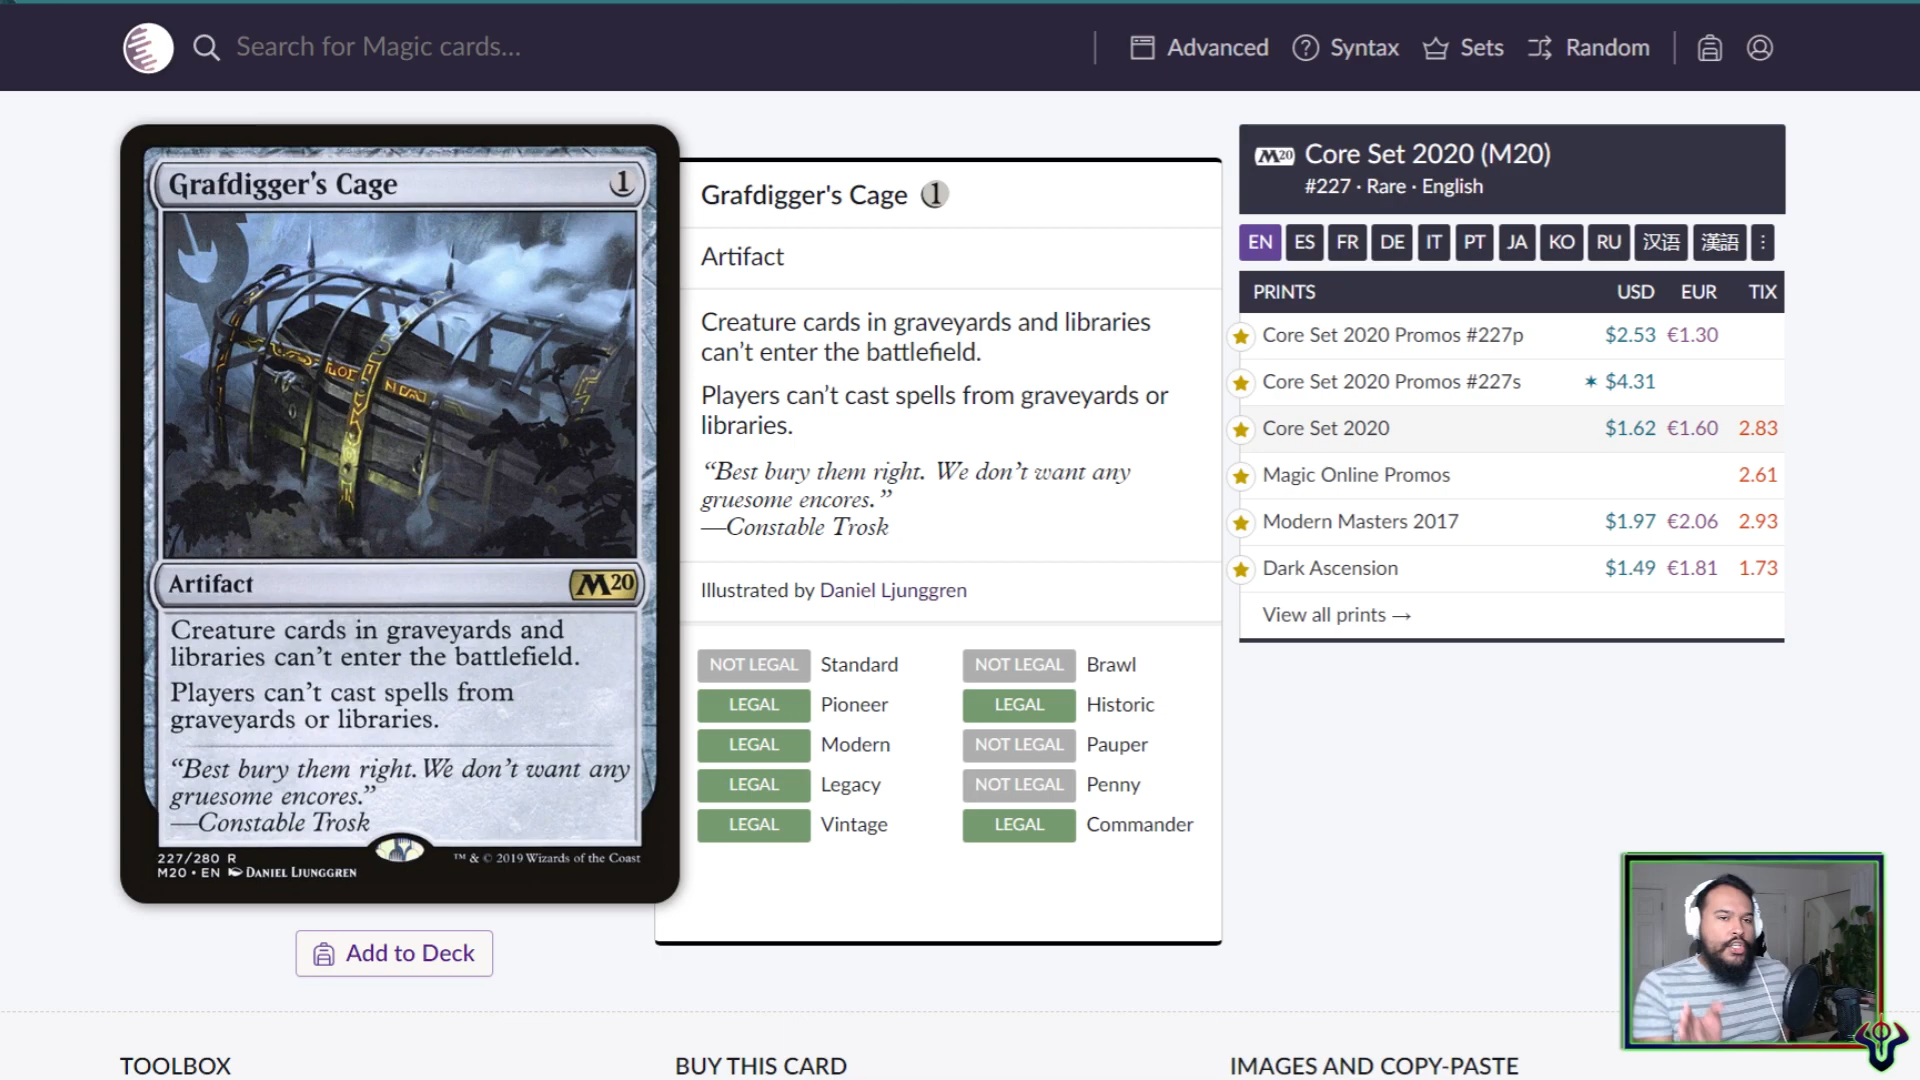 Search for Magic cards...
Advanced
Syntax
Sets
Random
Grafdigger's Cage 1
Artifact
M20
Creature cards in graveyards and
libraries can't enter the battlefield.
Players can't cast spells from
graveyards or libraries.
“Best bury them right. We don't want any
gruesome encores.”
—Constable Trosk
227/280 R
M20 • EN DANIEL LJUNGGREN
™ & © 2019 Wizards of the Coast
Add to Deck
Grafdigger's Cage 1
Artifact
Creature cards in graveyards and libraries
can't enter the battlefield.
Players can't cast spells from graveyards or
libraries.
“Best bury them right. We don't want any
gruesome encores.”
—Constable Trosk
Illustrated by Daniel Ljunggren
NOT LEGAL Standard NOT LEGAL Brawl
LEGAL Pioneer LEGAL Historic
LEGAL Modern NOT LEGAL Pauper
LEGAL Legacy NOT LEGAL Penny
LEGAL Vintage LEGAL Commander
M20 Core Set 2020 (M20)
#227 · Rare · English
EN ES FR DE IT PT JA KO RU 汉语 漢語
PRINTS USD EUR TIX
Core Set 2020 Promos #227p $2.53 €1.30
Core Set 2020 Promos #227s ✶ $4.31
Core Set 2020 $1.62 €1.60 2.83
Magic Online Promos 2.61
Modern Masters 2017 $1.97 €2.06 2.93
Dark Ascension $1.49 €1.81 1.73
View all prints →
TOOLBOX
BUY THIS CARD
IMAGES AND COPY-PASTE